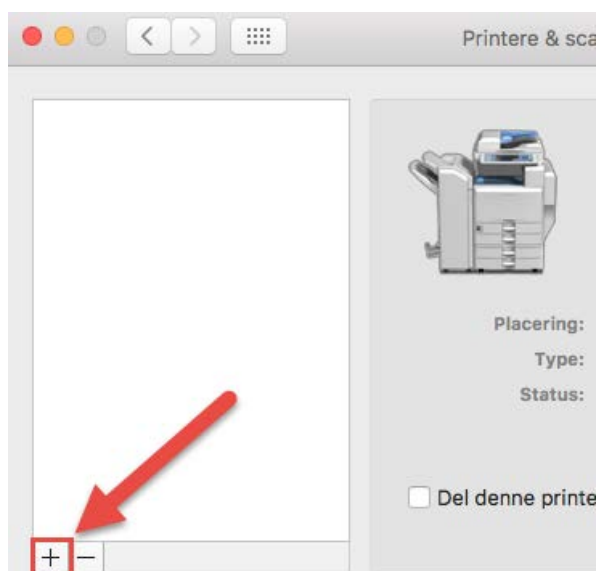 Printere & sca
Placering:
Type:
Status:
Del denne printe
+ −